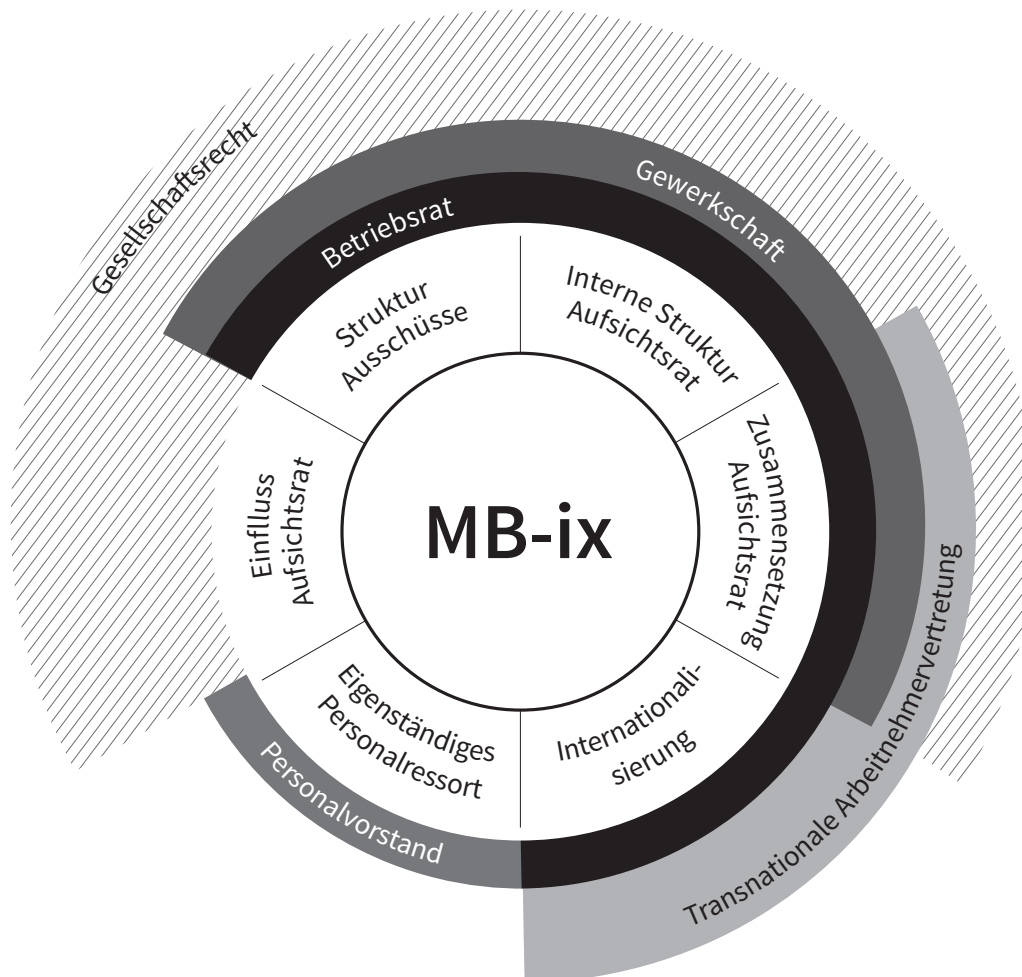 Gesellschaftsrecht
Gewerkschaft
Betriebsrat
Struktur
Ausschüsse
Interne Struktur
Aufsichtsrat
Zusammensetzung
Aufsichtsrat
Einflluss
Aufsichtsrat
MB-ix
Eigenständiges
Personalressort
Internationali-
sierung
Personalvorstand
Transnationale Arbeitnehmervertretung